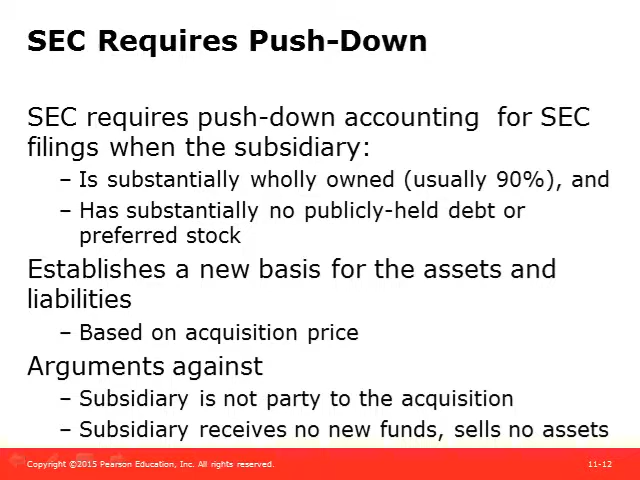 SEC Requires Push-Down
SEC requires push-down accounting for SEC
filings when the subsidiary:
– Is substantially wholly owned (usually 90%), and
– Has substantially no publicly-held debt or
preferred stock
Establishes a new basis for the assets and
liabilities
– Based on acquisition price
Arguments against
– Subsidiary is not party to the acquisition
– Subsidiary receives no new funds, sells no assets
Copyright ©2015 Pearson Education, Inc. All rights reserved.
11-12